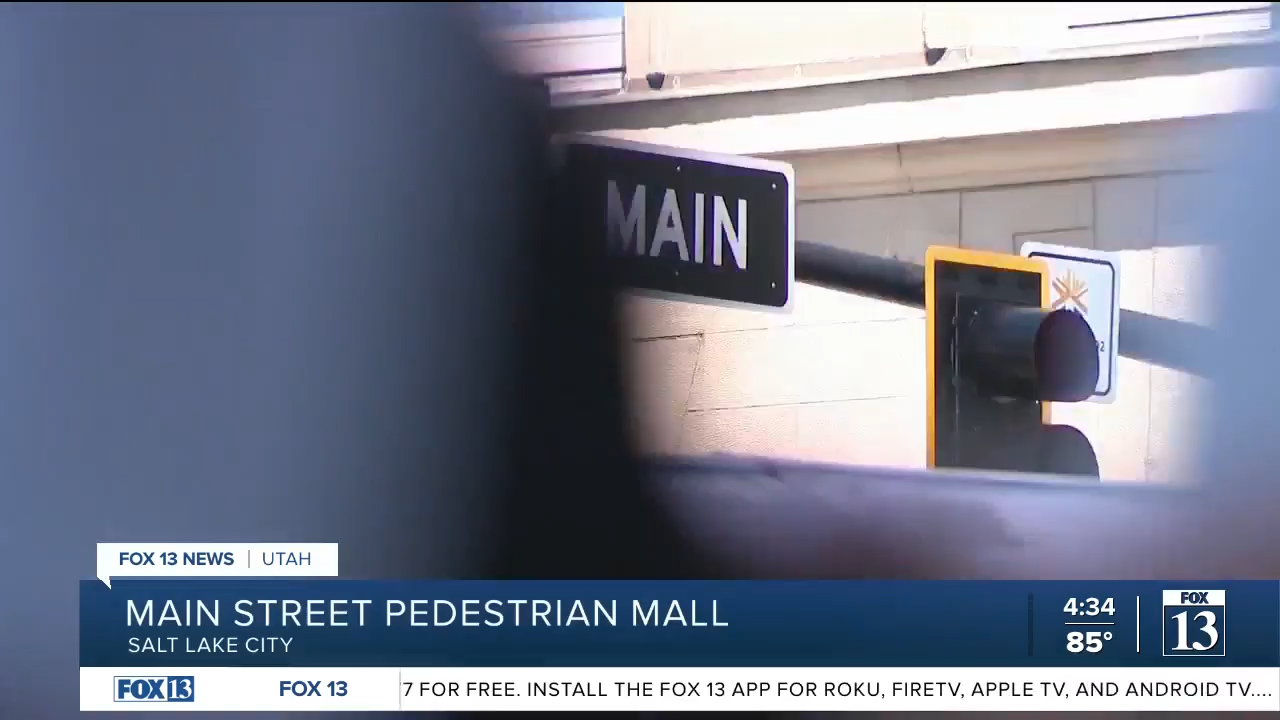 MAIN
FOX 13 NEWS | UTAH
MAIN STREET PEDESTRIAN MALL
SALT LAKE CITY
4:34
85°
FOX
13
FOX 13
FOX 13
7 FOR FREE. INSTALL THE FOX 13 APP FOR ROKU, FIRETV, APPLE TV, AND ANDROID TV....